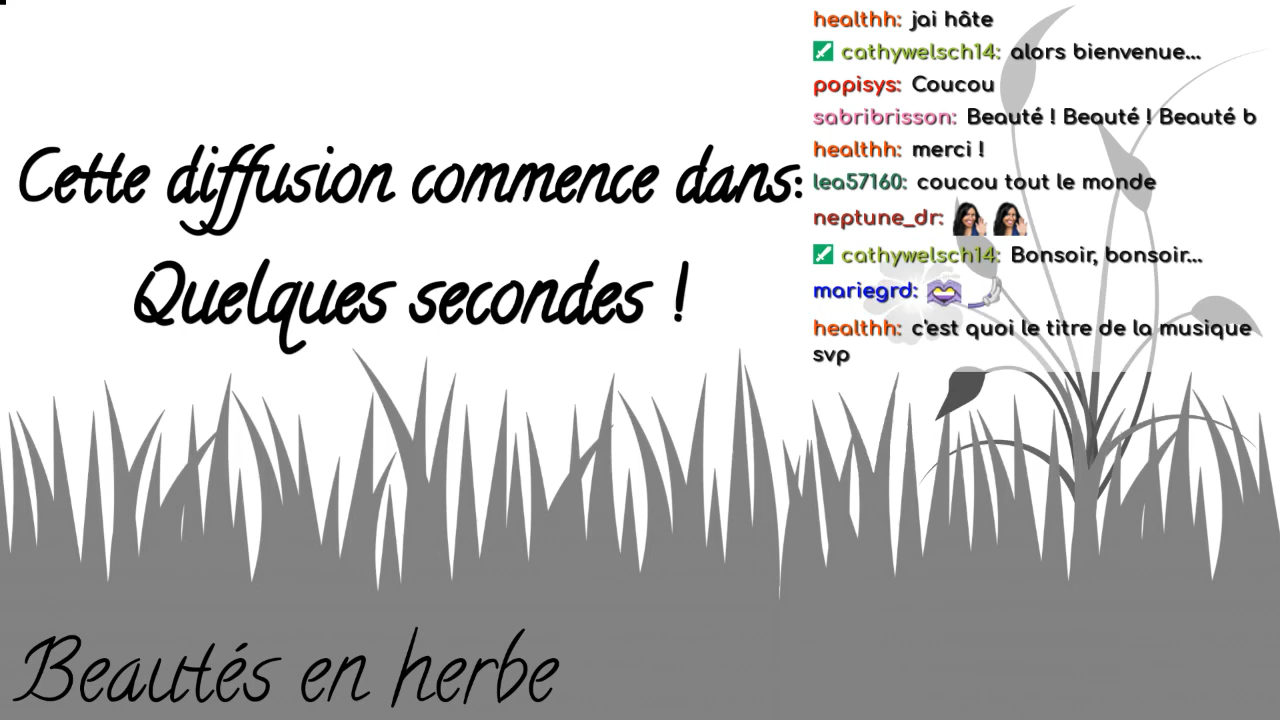 Cette diffusion commence dans:
Quelques secondes !
healthh: jai hâte
cathywelsch14: alors bienvenue...
popisys: Coucou
sabribrisson: Beauté ! Beauté ! Beauté b
healthh: merci !
lea57160: coucou tout le monde
neptune_dr:
cathywelsch14: Bonsoir, bonsoir...
mariegrd:
healthh: c'est quoi le titre de la musique
svp
Beautés en herbe